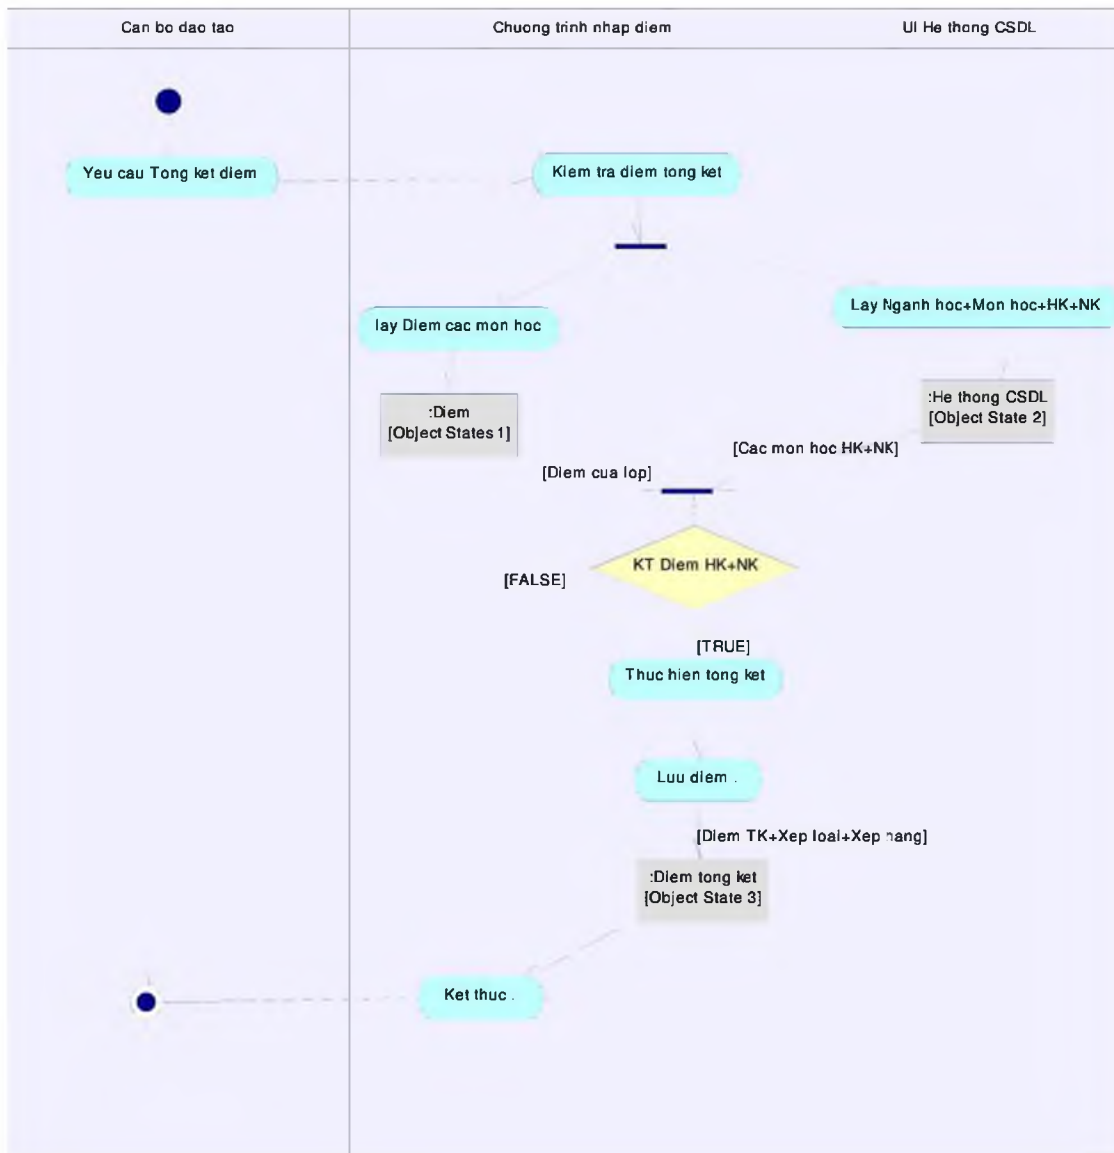 Can bo dao tao
Chuong trinh nhap diem
UI He thong CSDL
Yeu cau Tong ket diem
Kiem tra diem tong ket
lay Diem cac mon hoc
Lay Nganh hoc+Mon hoc+HK+NK
:Diem
[Object States 1]
:He thong CSDL
[Object State 2]
[Cac mon hoc HK+NK]
[Diem cua lop]
KT Diem HK+NK
[FALSE]
[TRUE]
Thuc hien tong ket
Luu diem .
[Diem TK+Xep loai+Xep hang]
:Diem tong ket
[Object State 3]
Ket thuc .